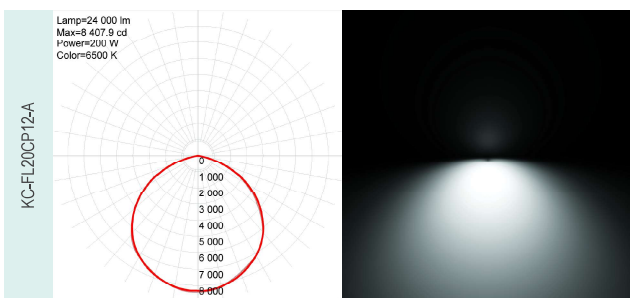 Lamp=24 000 lm
Max=8 407.9 cd
Power=200 W
Color=6500 K
KC-FL20CP12-A
0
1 000
2 000
3 000
4 000
5 000
6 000
7 000
8 000